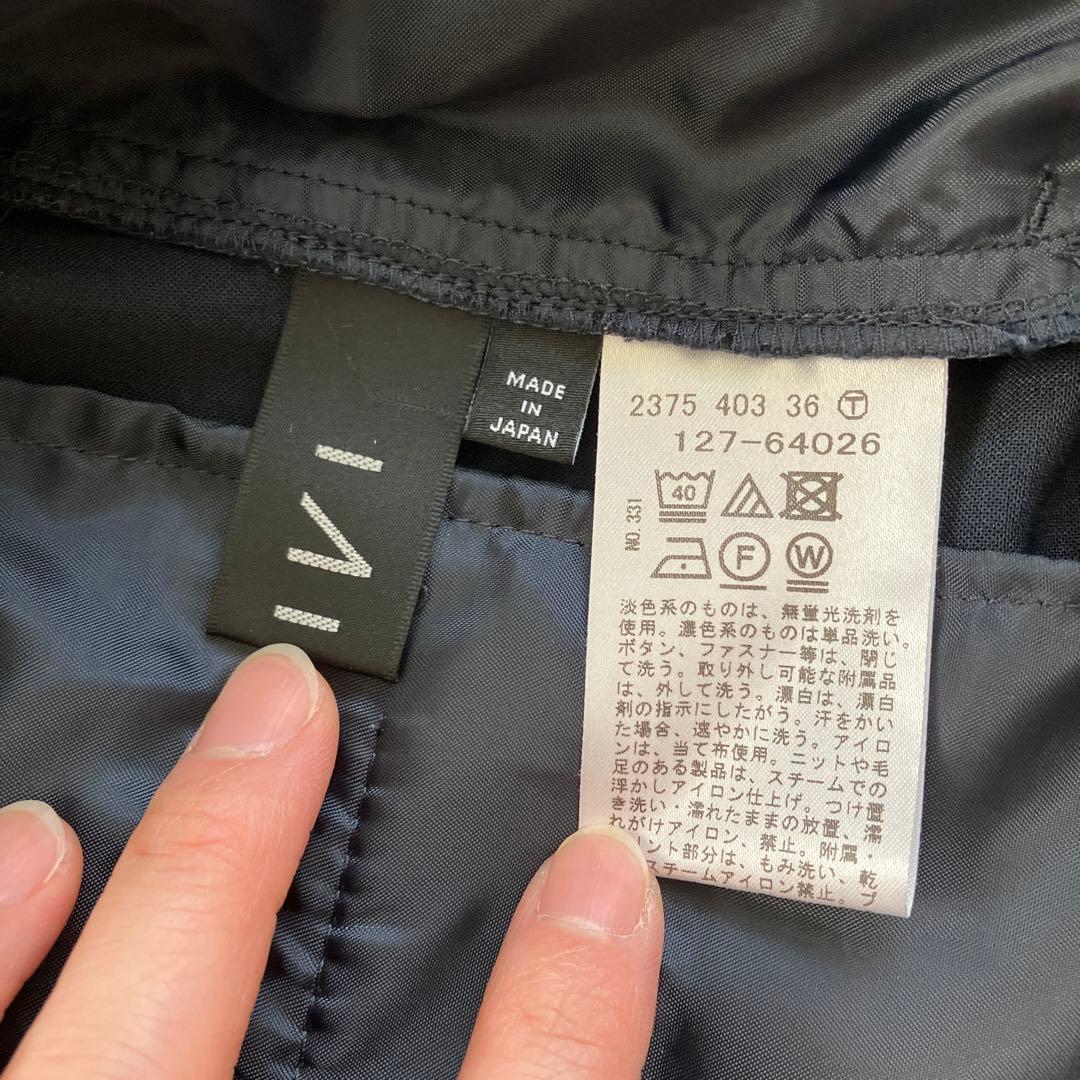 MADE
IN
JAPAN
2375 403 36 Ⓣ
127-64026
NO.331
40
F
W
淡色系のものは、無蛍光洗剤を
使用。濃色系のものは単品洗い。
ボタン、ファスナー等は、閉じ
て洗う。取り外し可能な附属品
は、外して洗う。漂白は、漂白
剤の指示にしたがう。汗をかい
た場合、速やかに洗う。アイロ
ンは、当て布使用。ニットや毛
足のある製品は、スチームでの
浮かしアイロン仕上げ。つけ置
き洗い・濡れたままの放置、濡
れがけアイロン、禁止。附属・
リント部分は、もみ洗い、乾
スチームアイロン禁止。プ